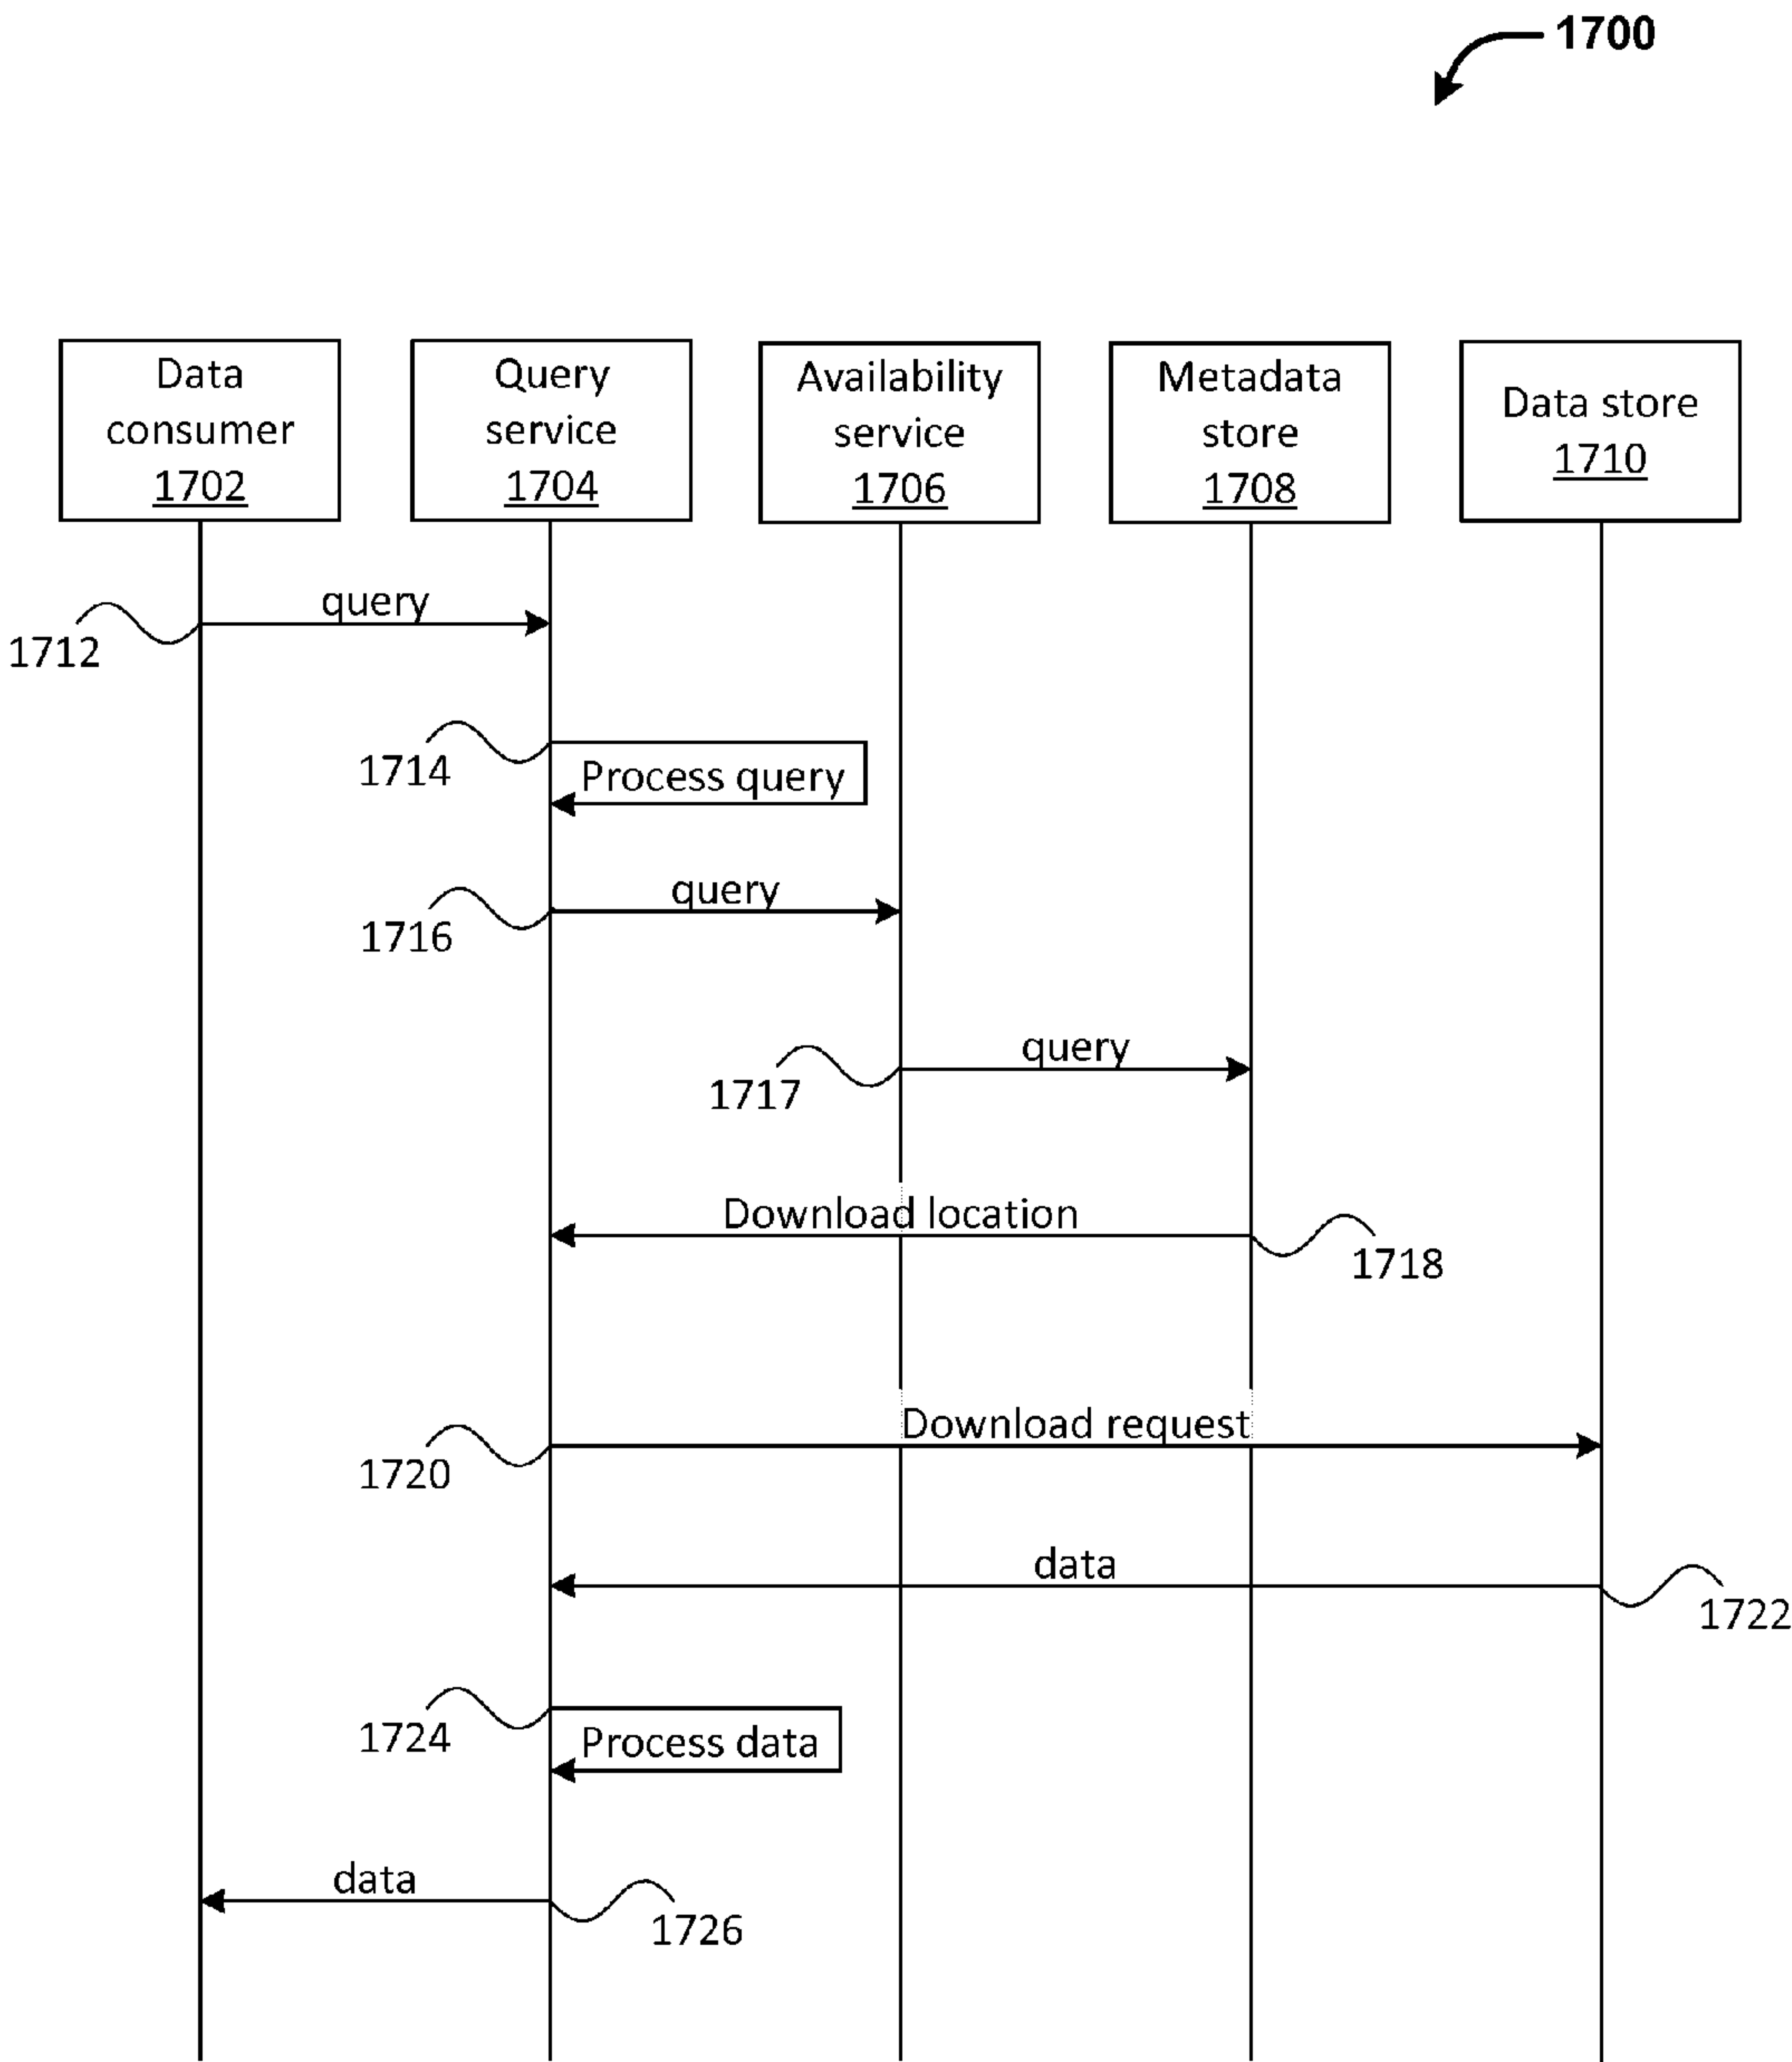 1700
Data
consumer
1702
Query
service
1704
Availability
service
1706
Metadata
store
1708
Data store
1710
query
1712
1714
Process query
query
1716
query
1717
Download location
1718
Download request
1720
data
1722
1724
Process data
data
1726